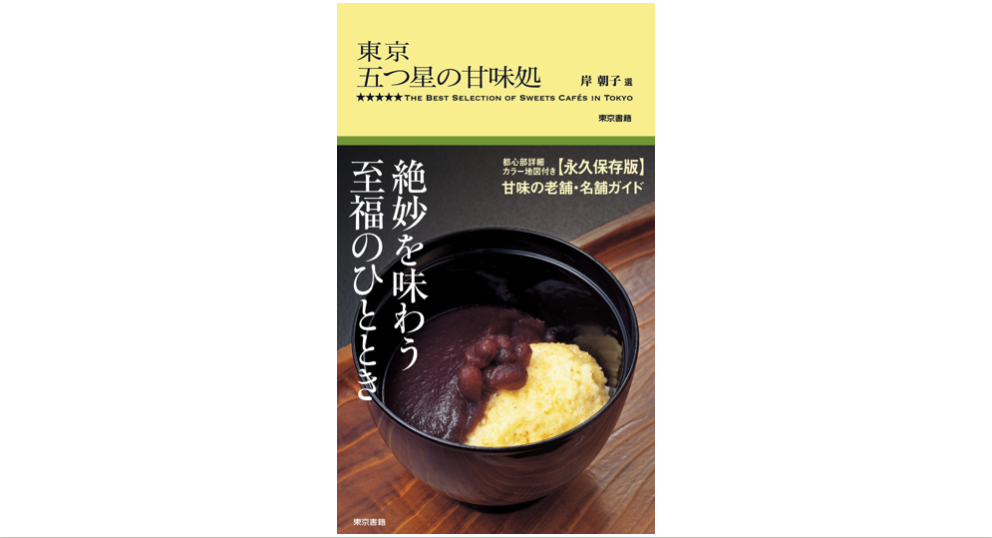 東京
五つ星の甘味処
岸 朝子 選
★★★★★THE BEST SELECTION OF SWEETS CAFÉS IN TOKYO
東京書籍
都心部詳細
カラー地図付き【永久保存版】
甘味の老舗・名舗ガイド
絶妙を味わう
至福のひととき
東京書籍